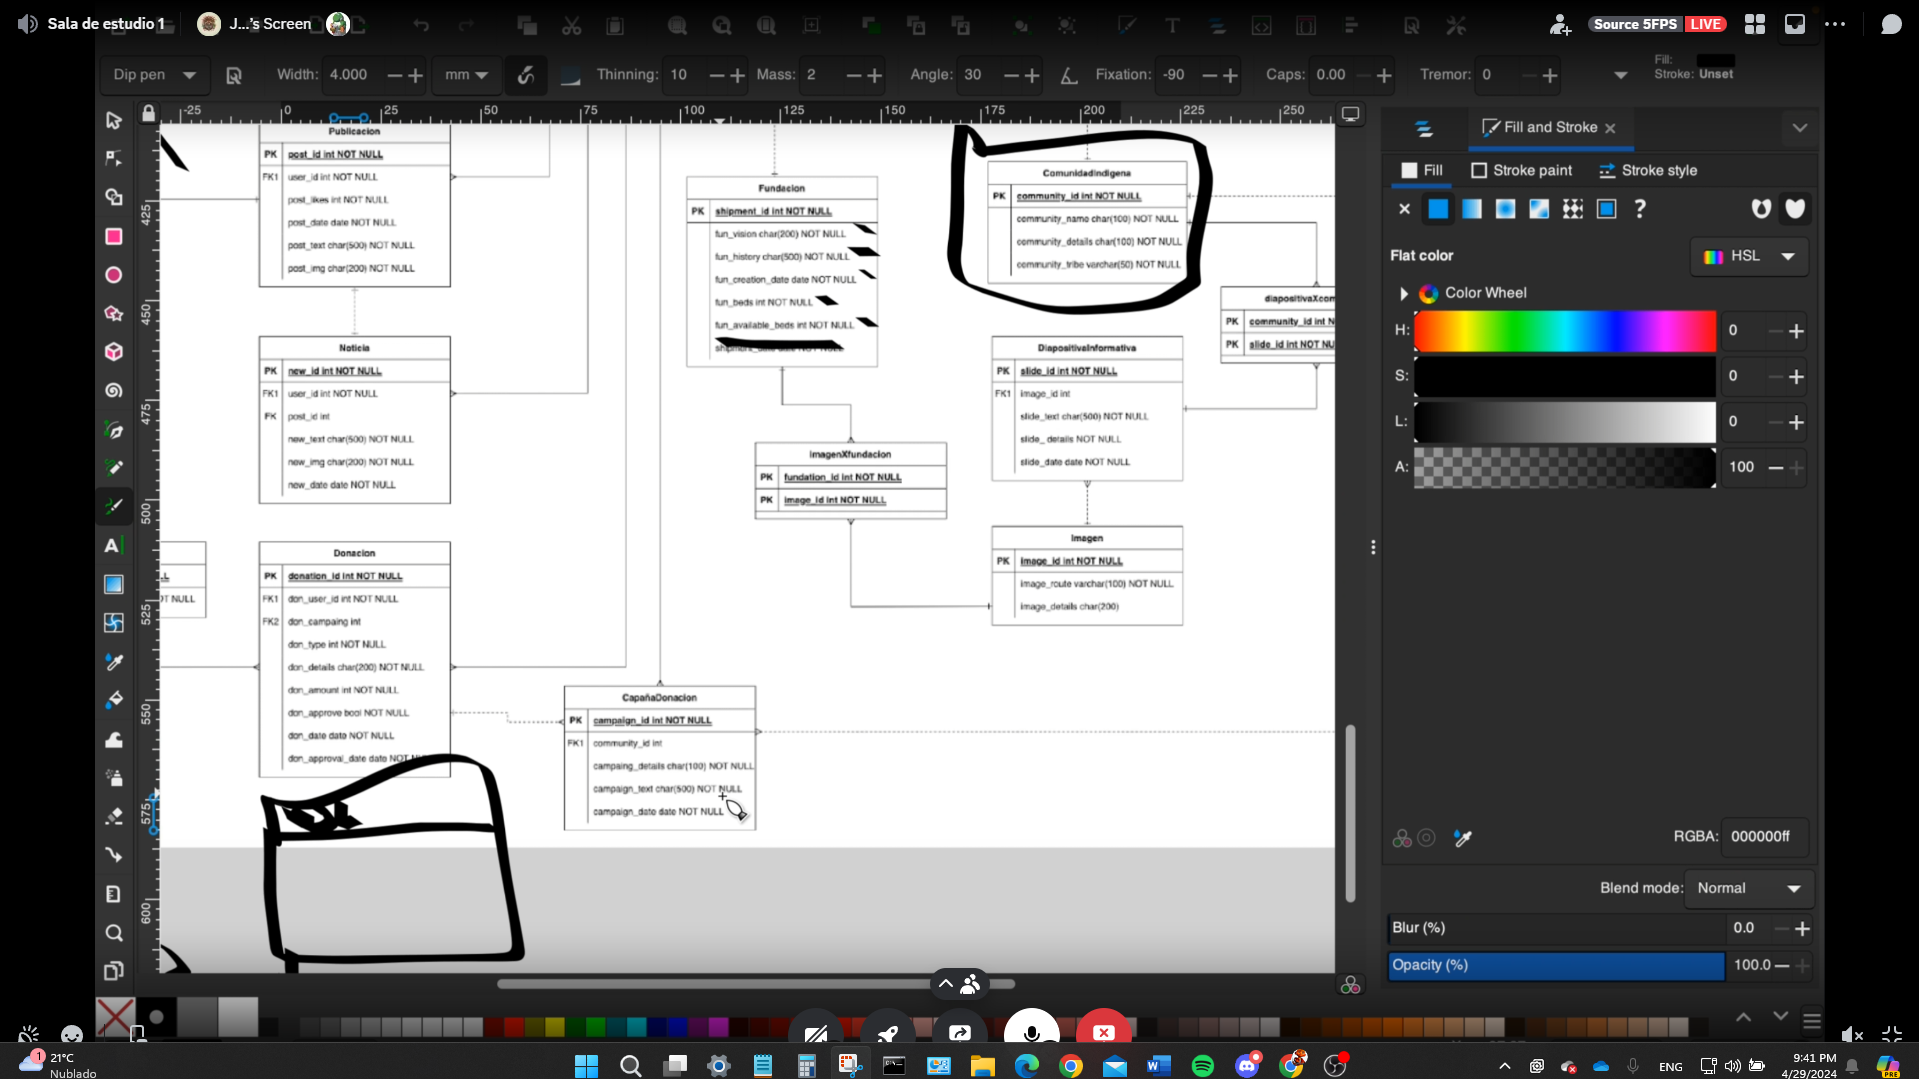 Sala de estudio 1
J...'s Screen
Source 5FPS LIVE
Dip pen
Width: 4.000
mm
Thinning: 10
Mass: 2
Angle: 30
Fixation: -90
Caps: 0.00
Tremor: 0
Fill:
Stroke: Unset
-25 0 25 50 75 100 125 150 175 200 225 250
425
450
475
500
525
550
575
600
Publicacion
PK post_id int NOT NULL
FK1 user_id int NOT NULL
post_likes int NOT NULL
post_date date NOT NULL
post_text char(500) NOT NULL
post_img char(200) NOT NULL
Noticia
PK new_id int NOT NULL
FK1 user_id int NOT NULL
FK post_id int
new_text char(500) NOT NULL
new_img char(200) NOT NULL
new_date date NOT NULL
Donacion
PK donation_id int NOT NULL
FK1 don_user_id int NOT NULL
FK2 don_campaing int
don_type int NOT NULL
don_details char(200) NOT NULL
don_amount int NOT NULL
don_approve bool NOT NULL
don_date date NOT NULL
don_approval_date date NOT
Fundacion
PK shipment_id int NOT NULL
fun_vision char(200) NOT NULL
fun_history char(500) NOT NULL
fun_creation_date date NOT NULL
fun_beds int NOT NULL
fun_available_beds int NOT NULL
shipment_date date NOT NULL
imagenXfundacion
PK fundation_id int NOT NULL
PK image_id int NOT NULL
CapañaDonacion
PK campaign_id int NOT NULL
FK1 community_id int
campaing_details char(100) NOT NULL
campaign_text char(500) NOT NULL
campaign_date date NOT NULL
ComunidadIndigena
PK community_id int NOT NULL
community_name char(100) NOT NULL
community_details char(100) NOT NULL
community_tribe varchar(50) NOT NULL
diapositivaXcom
PK community_id int N
PK slide_id int NOT NU
DiapositivaInformativa
PK slide_id int NOT NULL
FK1 image_id int
slide_text char(500) NOT NULL
slide_ details NOT NULL
slide_date date NOT NULL
Imagen
PK image_id int NOT NULL
image_route varchar(100) NOT NULL
image_details char(200)
OT NULL
Fill and Stroke
Fill
Stroke paint
Stroke style
?
Flat color
HSL
Color Wheel
H: 0
S: 0
L: 0
A: 100
RGBA: 000000ff
Blend mode: Normal
Blur (%) 0.0
Opacity (%) 100.0
1
21°C
Nublado
ENG
9:41 PM
4/29/2024
PRE